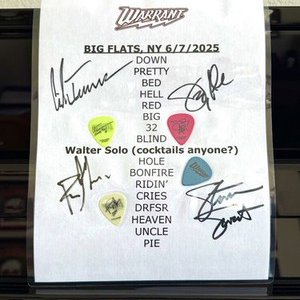 WARRANT
BIG FLATS, NY 6/7/2025
DOWN
PRETTY
BED
HELL
RED
BIG
32
BLIND
Walter Solo (cocktails anyone?)
HOLE
BONFIRE
RIDIN'
CRIES
DRFSR
HEAVEN
UNCLE
PIE